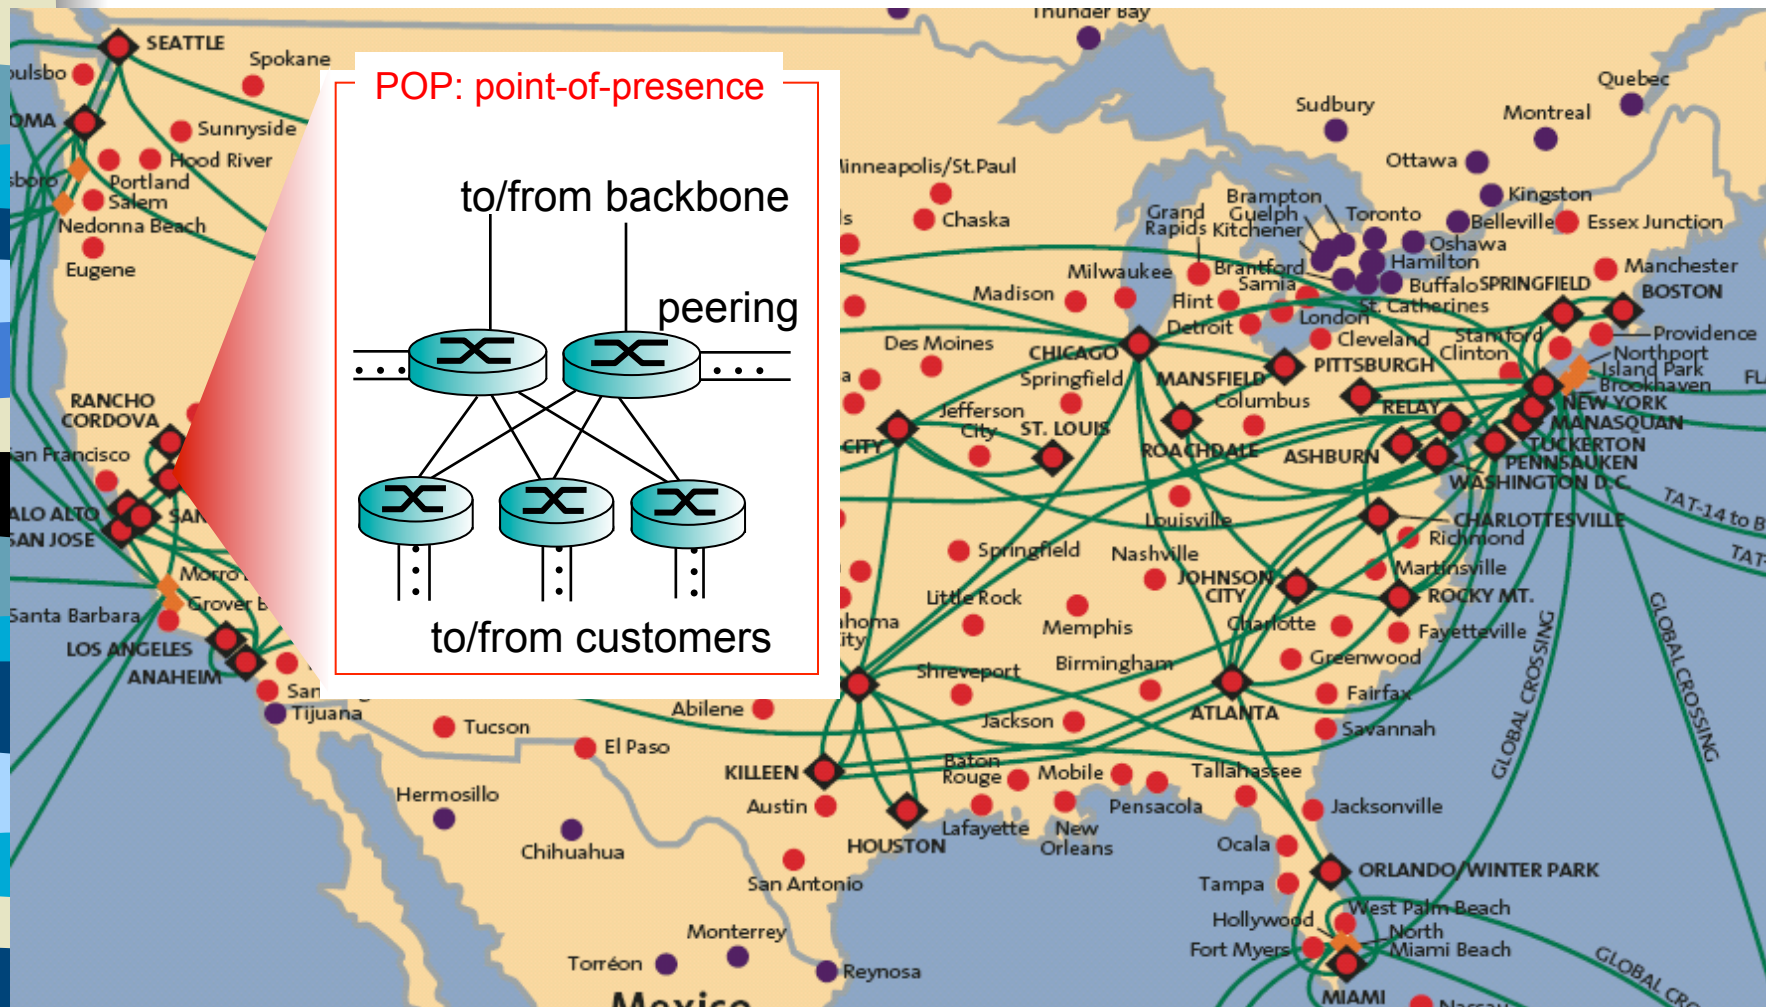 Thunder Bay
SEATTLE
Spokane
POP: point-of-presence
Quebec
Sudbury
Montreal
Sunnyside
Hood River
Portland
Salem
Nedonna Beach
Eugene
to/from backbone
peering
to/from customers
Ottawa
Kingston
Brampton
Grand
Rapids
Guelph
Kitchener
Toronto
Belleville
Essex Junction
Chaska
Oshawa
Hamilton
Milwaukee
Brantford
Manchester
Madison
Buffalo
SPRINGFIELD
BOSTON
Flint
St. Catherines
London
Detroit
Cleveland
Stamford
Providence
Des Moines
CHICAGO
Clinton
Northport
PITTSBURGH
Island Park
Springfield
MANSFIELD
Brookhaven
RANCHO
CORDOVA
Columbus
RELAY
NEW YORK
Jefferson
City
ST. LOUIS
MANASQUAN
CITY
ROACHDALE
ASHBURN
TUCKERTON
PENNSAUKEN
WASHINGTON D.C.
TAT-14 to B
Louisville
CHARLOTTESVILLE
SAN JOSE
Springfield
Nashville
Richmond
TAT-
JOHNSON
CITY
Martinsville
Little Rock
ROCKY MT.
Santa Barbara
Memphis
Charlotte
Fayetteville
GLOBAL CROSSING
GLOBAL CROSSING
LOS ANGELES
ANAHEIM
Shreveport
Birmingham
Greenwood
Fairfax
Tijuana
Abilene
Jackson
ATLANTA
Savannah
Tucson
El Paso
KILLEEN
Baton
Rouge
Mobile
Tallahassee
Hermosillo
Austin
Pensacola
Jacksonville
Lafayette
New
Orleans
Chihuahua
HOUSTON
Ocala
San Antonio
ORLANDO/WINTER PARK
Tampa
West Palm Beach
Hollywood
Monterrey
North
Miami Beach
Fort Myers
Torréon
Reynosa
GLOBAL CRO
Mexico
MIAMI
Nassau